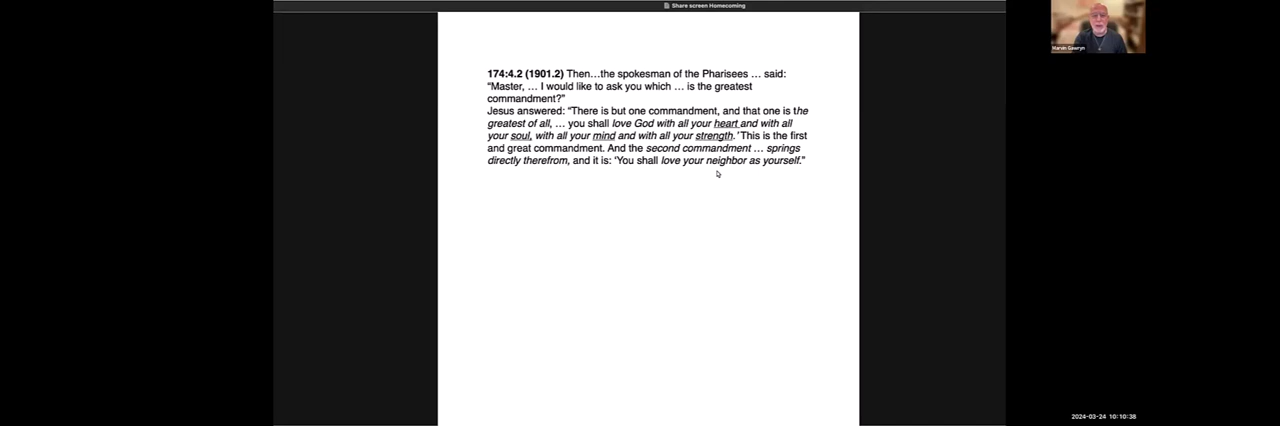 Share screen Homecoming
174:4.2 (1901.2) Then…the spokesman of the Pharisees … said:
“Master, … I would like to ask you which … is the greatest
commandment?”
Jesus answered: “There is but one commandment, and that one is the
greatest of all, … you shall love God with all your heart and with all
your soul, with all your mind and with all your strength.’ This is the first
and great commandment. And the second commandment … springs
directly therefrom, and it is: ‘You shall love your neighbor as yourself.”
Marvin Gawryn
2024-03-24 10:10:38